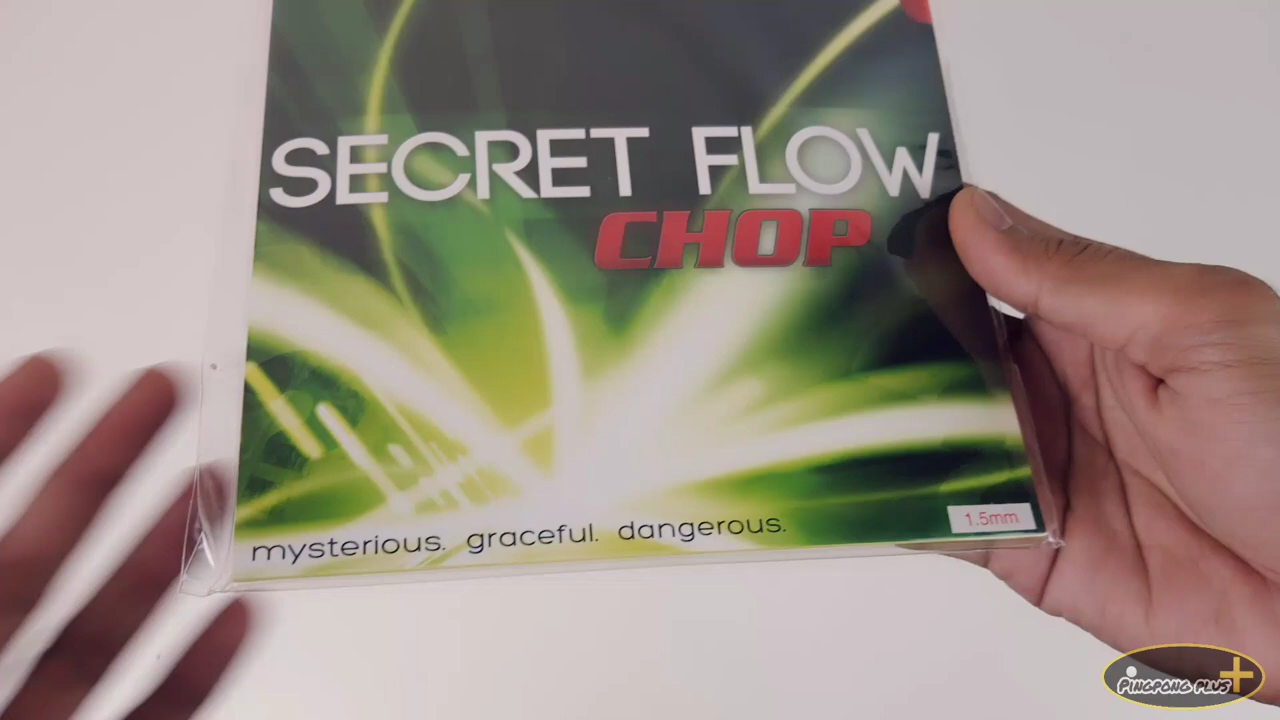 SECRET FLOW
CHOP
mysterious. graceful. dangerous.
1.5mm
PINGPONG PLUS